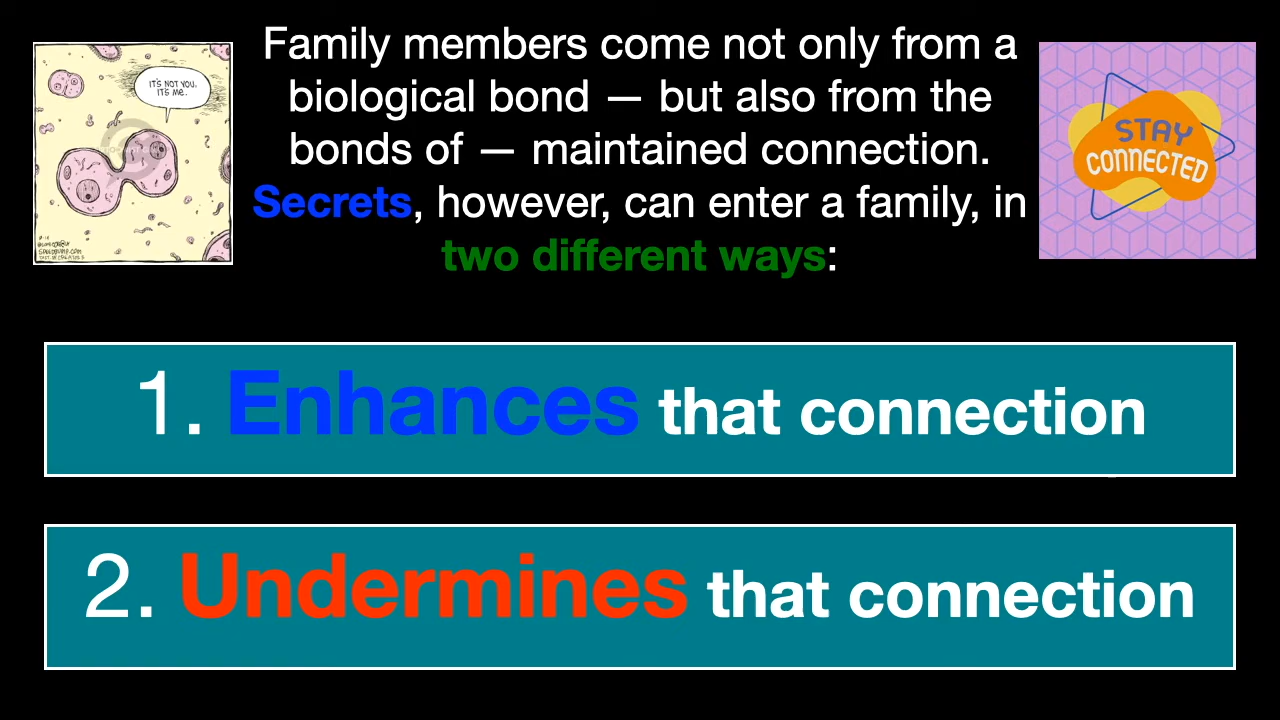 Family members come not only from a
biological bond — but also from the
bonds of — maintained connection.
Secrets, however, can enter a family, in
two different ways:
IT'S NOT YOU.
ITS ME.
STAY
CONNECTED
1. Enhances that connection
2. Undermines that connection